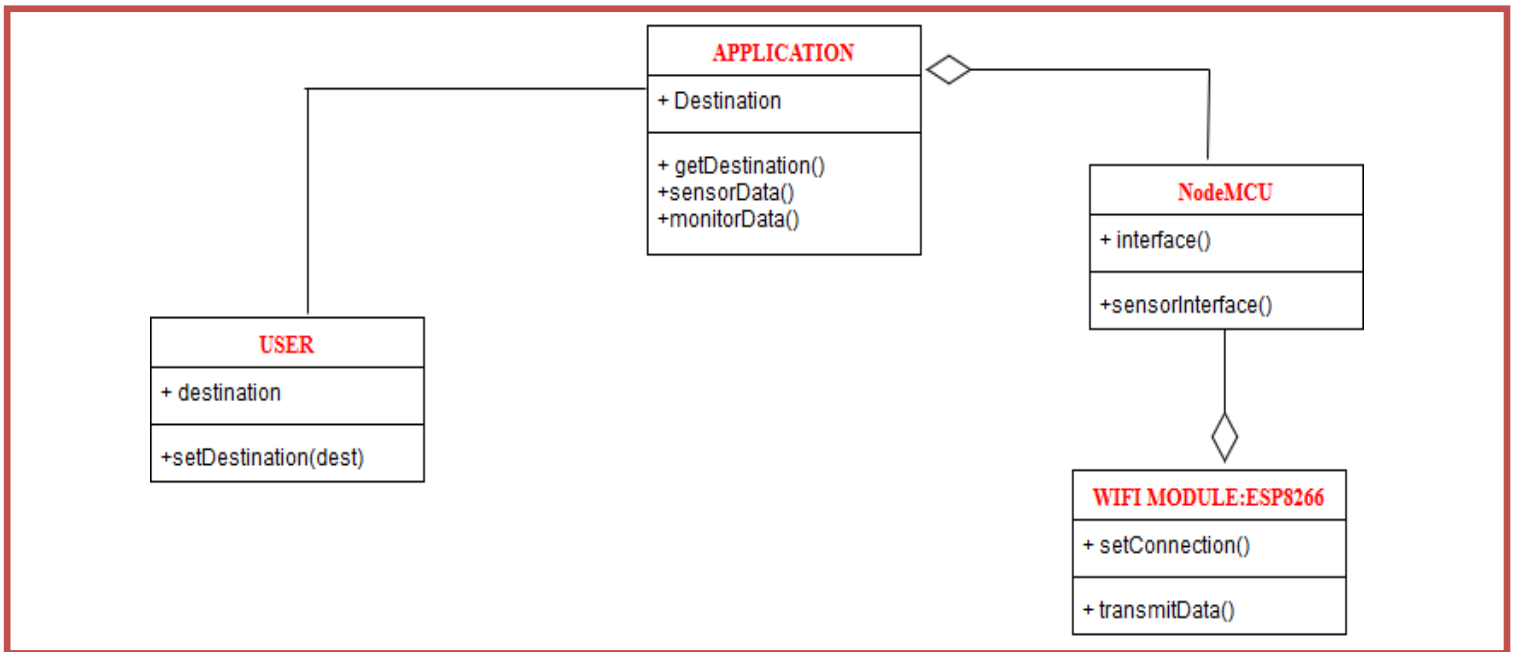 APPLICATION
+ Destination
+ getDestination()
+sensorData()
+monitorData()
NodeMCU
+ interface()
+sensorInterface()
USER
+ destination
+setDestination(dest)
WIFI MODULE:ESP8266
+ setConnection()
+ transmitData()